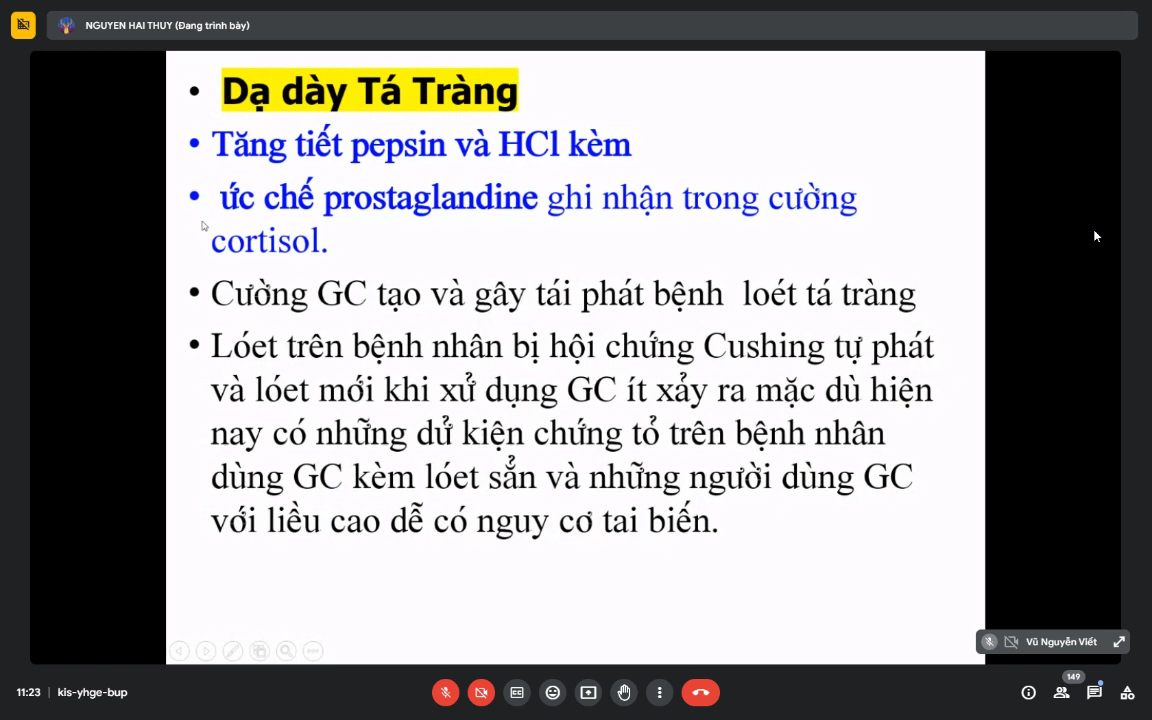 NGUYEN HAI THUY (Đang trình bày)
• Dạ dày Tá Tràng
• Tăng tiết pepsin và HCl kèm
• ức chế prostaglandine ghi nhận trong cường
cortisol.
• Cường GC tạo và gây tái phát bệnh loét tá tràng
• Lóet trên bệnh nhân bị hội chứng Cushing tự phát
và lóet mới khi xử dụng GC ít xảy ra mặc dù hiện
nay có những dử kiện chứng tỏ trên bệnh nhân
dùng GC kèm lóet sẳn và những người dùng GC
với liều cao dễ có nguy cơ tai biến.
Vũ Nguyễn Viết
11:23 | kis-yhge-bup
149